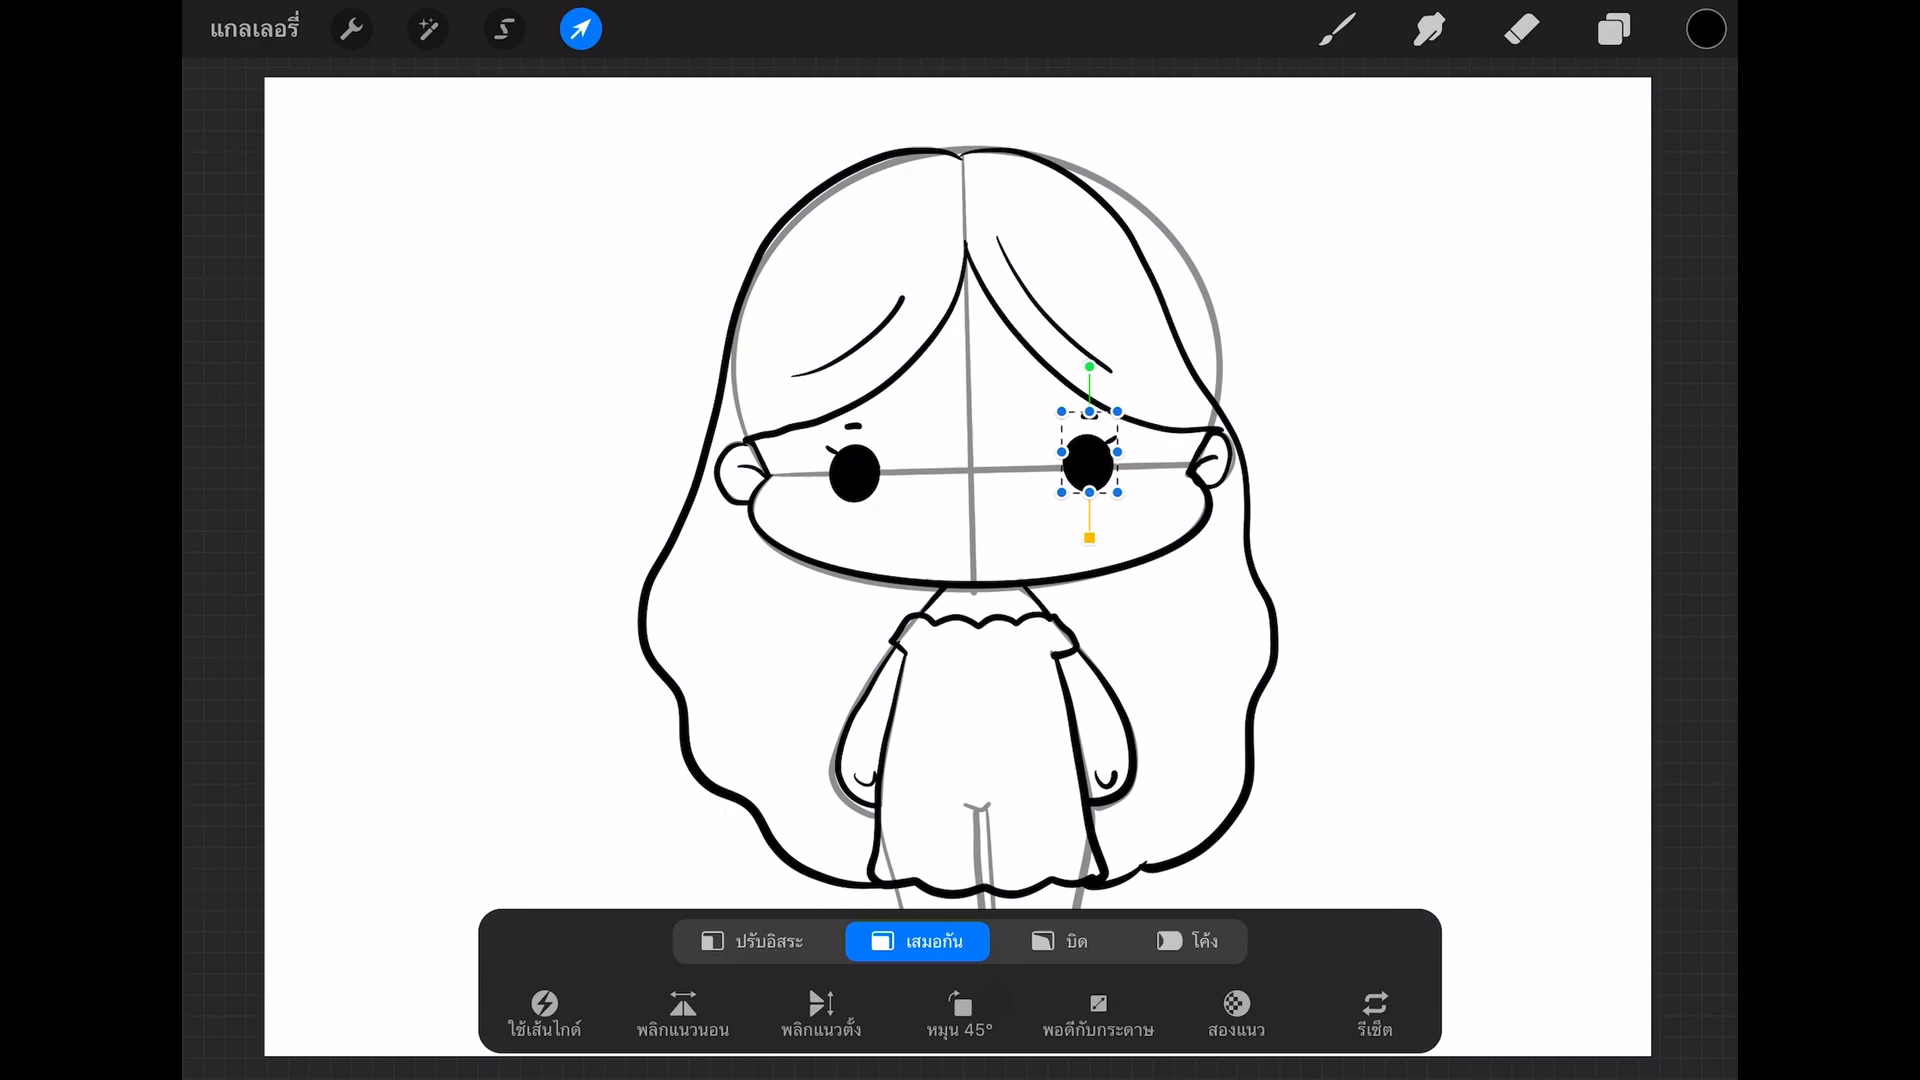 แกลเลอรี่
ปรับอิสระ เสมอกัน บิด โค้ง
ใช้เส้นไกด์ พลิกแนวนอน พลิกแนวตั้ง หมุน 45° พอดีกับกระดาษ สองแนว รีเซ็ต